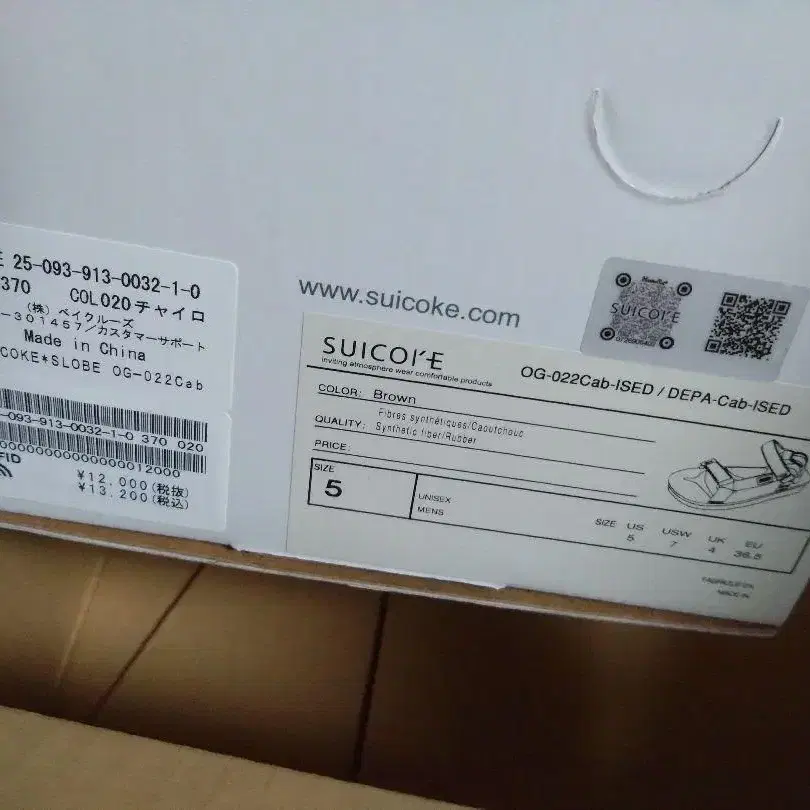 25-093-913-0032-1-0
370 COL020チャイロ
(株)ベイクルーズ
-301457/カスタマーサポート
Made in China
COKE*SLOBE OG-022Cab
-093-913-0032-1-0 370 020
000000000000000012000
FID
¥12,000(税抜)
¥13,200(税込)
www.suicoke.com
SUICOKE
SUICOKE
inviting atmosphere wear comfortable products
OG-022Cab-ISED / DEPA-Cab-ISED
COLOR: Brown
Fibres synthétiques/Caoutchouc
QUALITY: Synthetic fiber/Rubber
PRICE:
SIZE
5
UNISEX
MENS
SIZE US USW UK EU
5 7 4 36.5
MADE IN